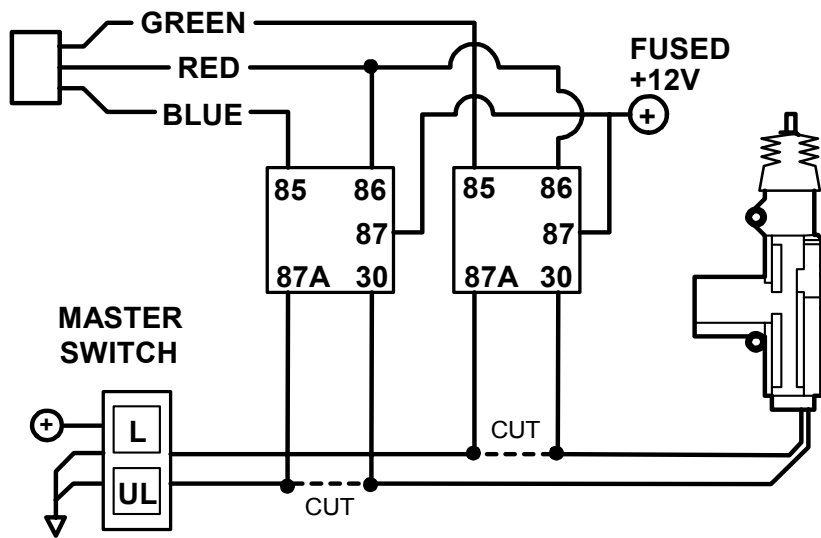 GREEN
RED
BLUE
FUSED
+12V
+
85 86
87
87A 30
85 86
87
87A 30
MASTER
SWITCH
+
L
UL
CUT
CUT